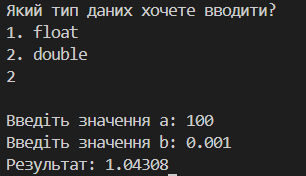 Який тип даних хочете вводити?
1. float
2. double
2
Введіть значення a: 100
Введіть значення b: 0.001
Результат: 1.04308